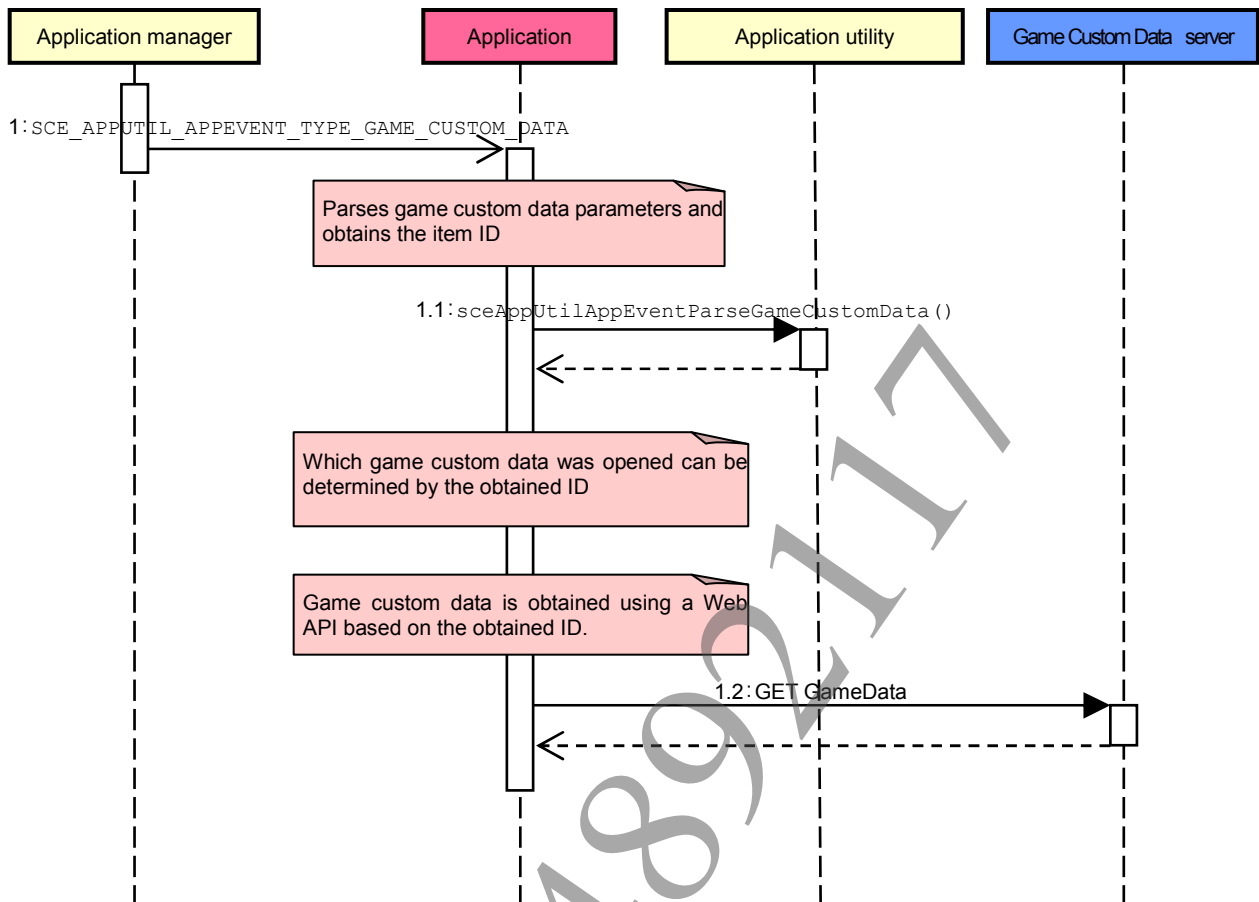 Application manager
Application
Application utility
Game Custom Data server
1:SCE_APPUTIL_APPEVENT_TYPE_GAME_CUSTOM_DATA
Parses game custom data parameters and
obtains the item ID
1.1:sceAppUtilAppEventParseGameCustomData()
Which game custom data was opened can be
determined by the obtained ID
Game custom data is obtained using a Web
API based on the obtained ID.
1.2:GET GameData
4892117